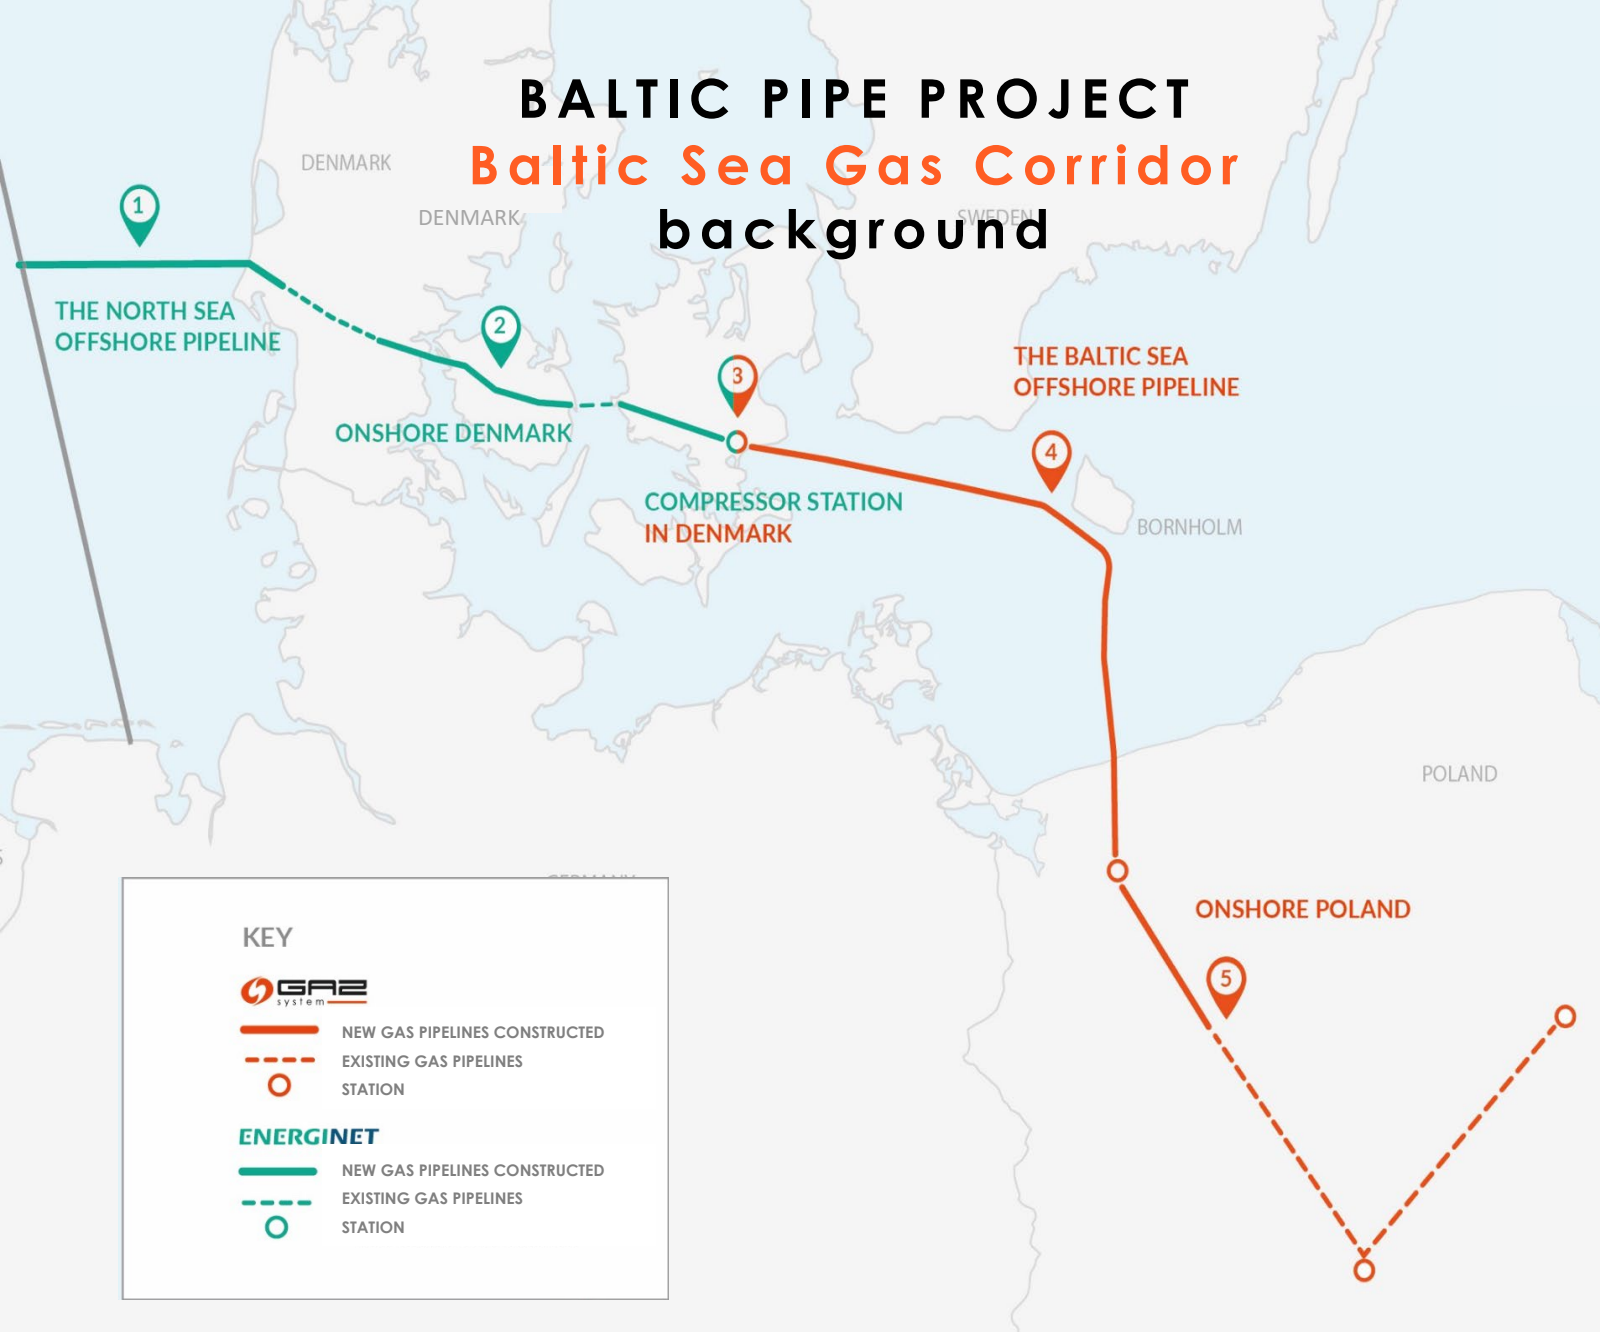 BALTIC PIPE PROJECT
Baltic Sea Gas Corridor
background
DENMARK
DENMARK
SWEDEN
1
THE NORTH SEA
OFFSHORE PIPELINE
2
ONSHORE DENMARK
3
COMPRESSOR STATION
IN DENMARK
THE BALTIC SEA
OFFSHORE PIPELINE
4
BORNHOLM
POLAND
ONSHORE POLAND
5
GERMANY
KEY
GAZ
system
NEW GAS PIPELINES CONSTRUCTED
EXISTING GAS PIPELINES
STATION
ENERGINET
NEW GAS PIPELINES CONSTRUCTED
EXISTING GAS PIPELINES
STATION